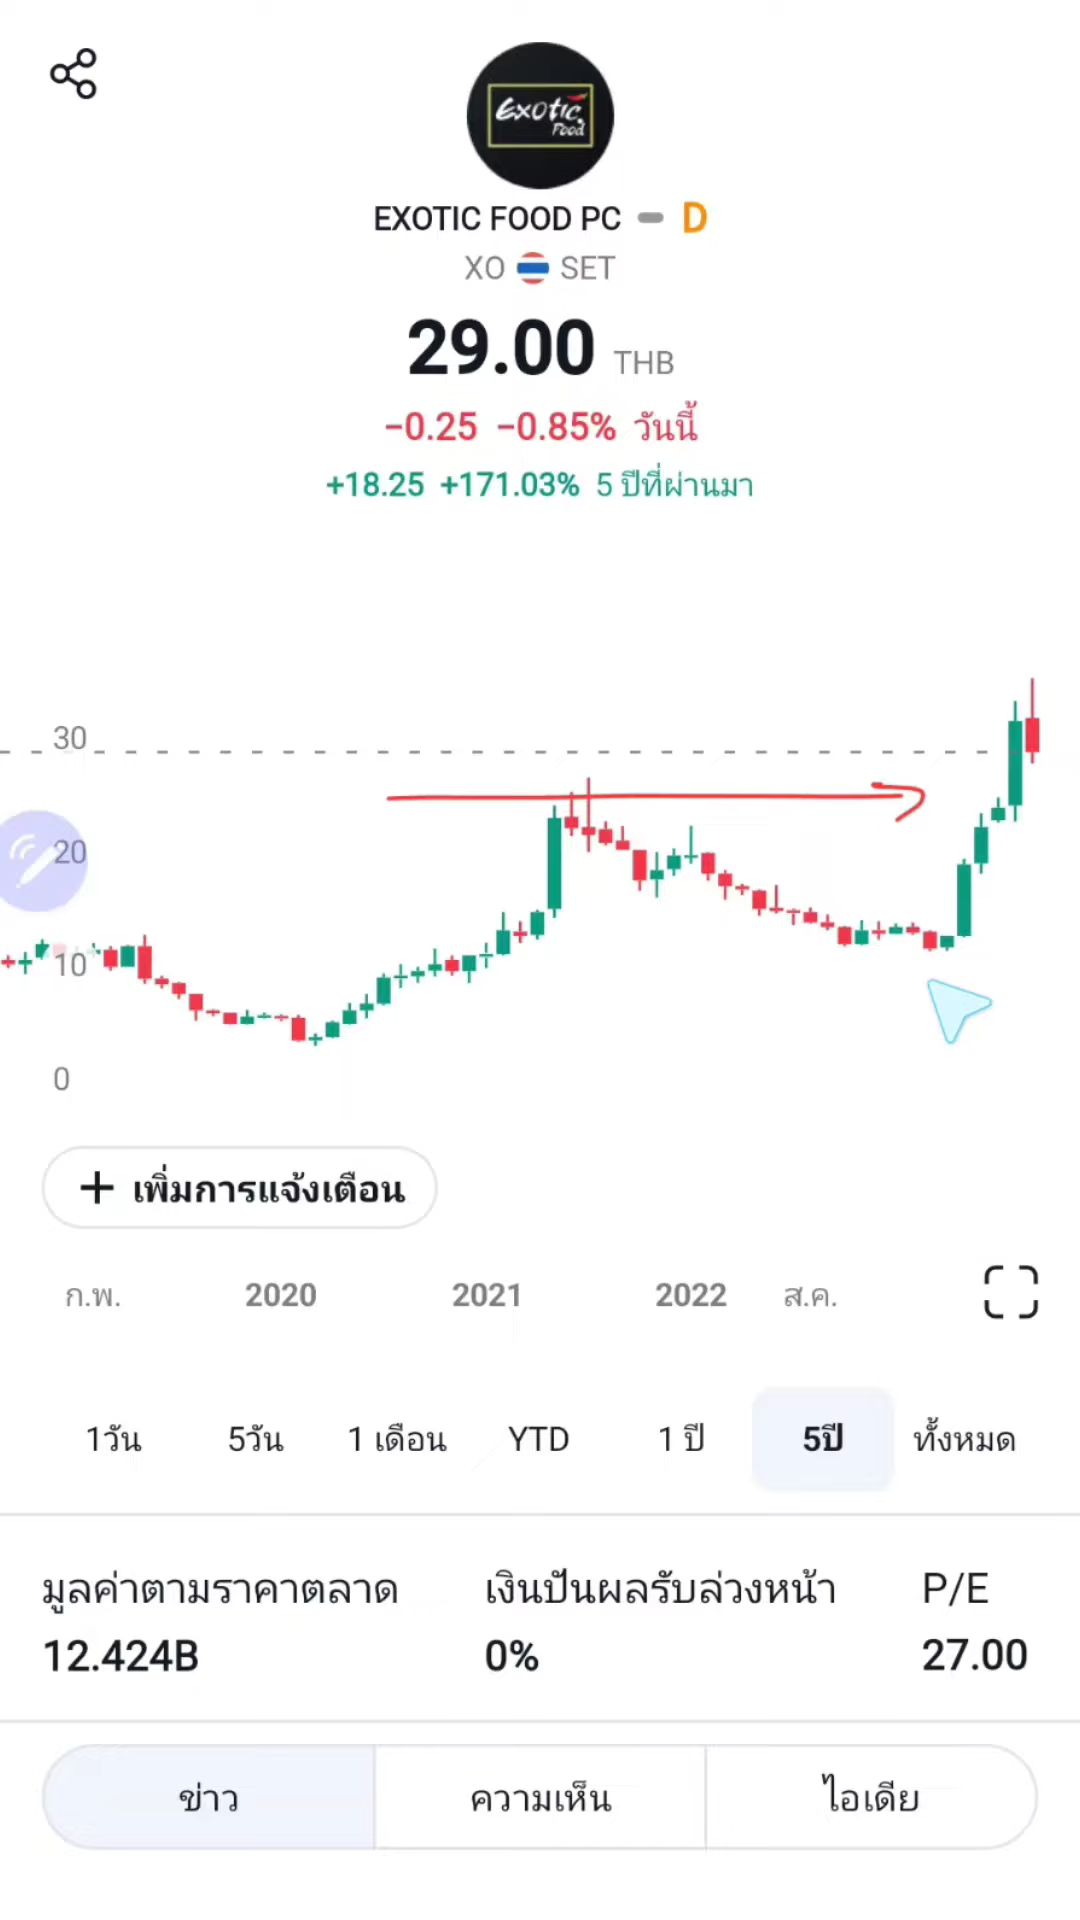 Exotic
Food
EXOTIC FOOD PC D
XO SET
29.00 THB
−0.25 −0.85% วันนี้
+18.25 +171.03% 5 ปีที่ผ่านมา
30
20
10
0
+ เพิ่มการแจ้งเตือน
ก.พ. 2020 2021 2022 ส.ค.
1วัน 5วัน 1 เดือน YTD 1 ปี 5ปี ทั้งหมด
มูลค่าตามราคาตลาด เงินปันผลรับล่วงหน้า P/E
12.424B 0% 27.00
ข่าว ความเห็น ไอเดีย